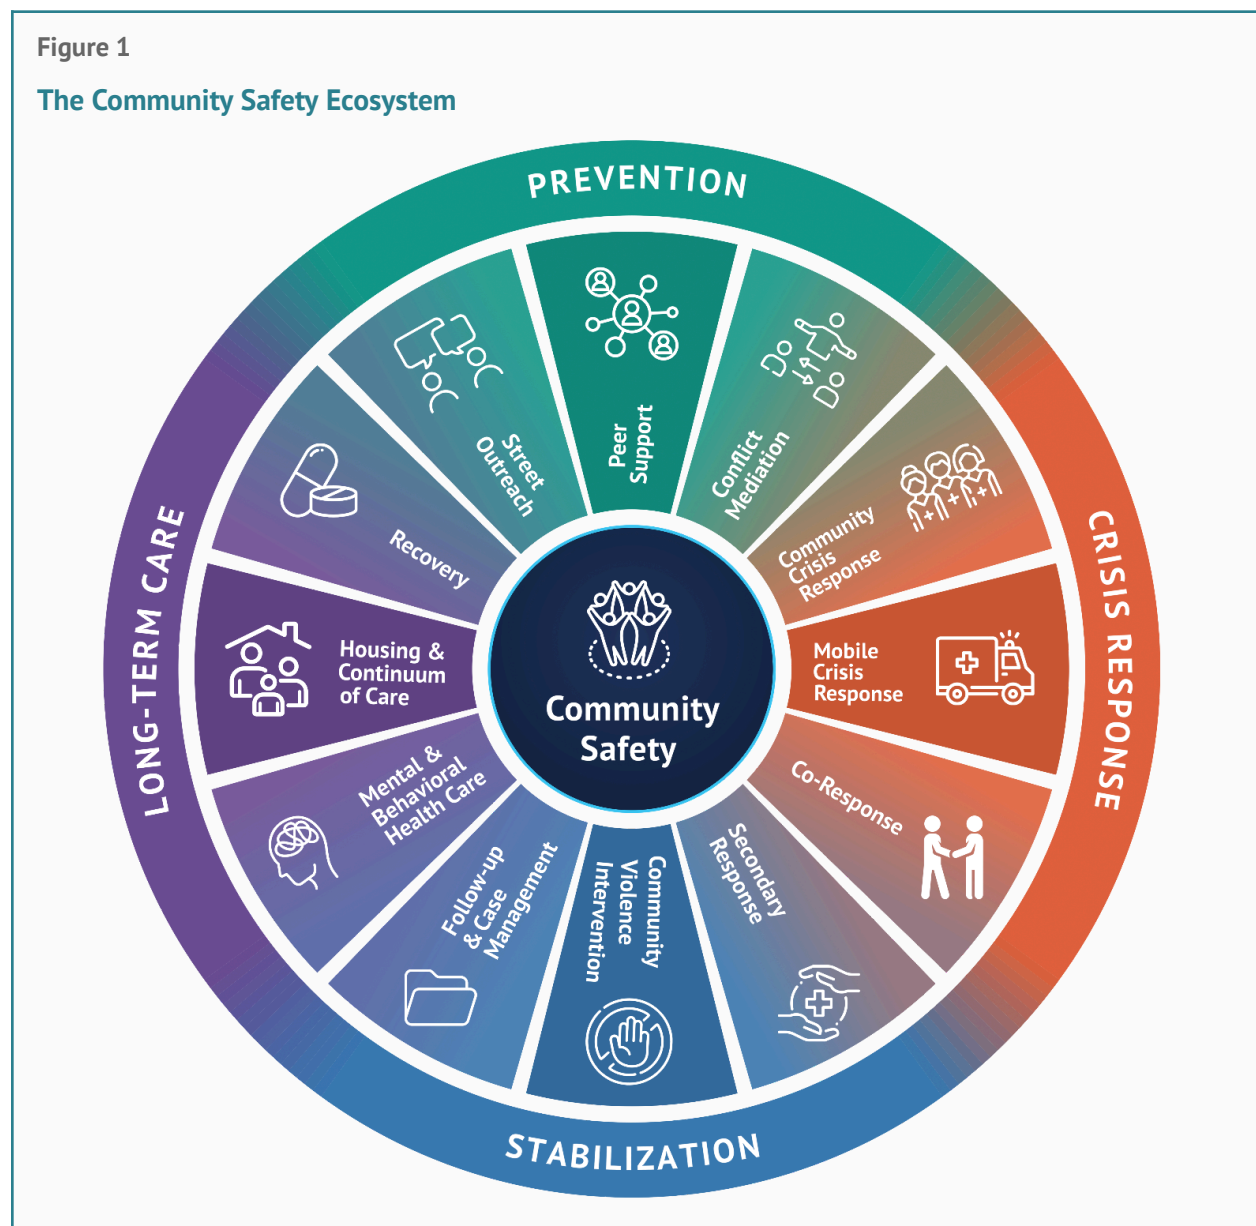 Figure 1
The Community Safety Ecosystem
PREVENTION
CRISIS RESPONSE
STABILIZATION
LONG-TERM CARE
Peer
Support
Conflict
Mediation
Community
Crisis
Response
Mobile
Crisis
Response
Co-Response
Secondary
Response
Community
Violence
Intervention
Follow-up
& Case
Management
Mental &
Behavioral
Health Care
Housing &
Continuum
of Care
Recovery
Street
Outreach
Community
Safety